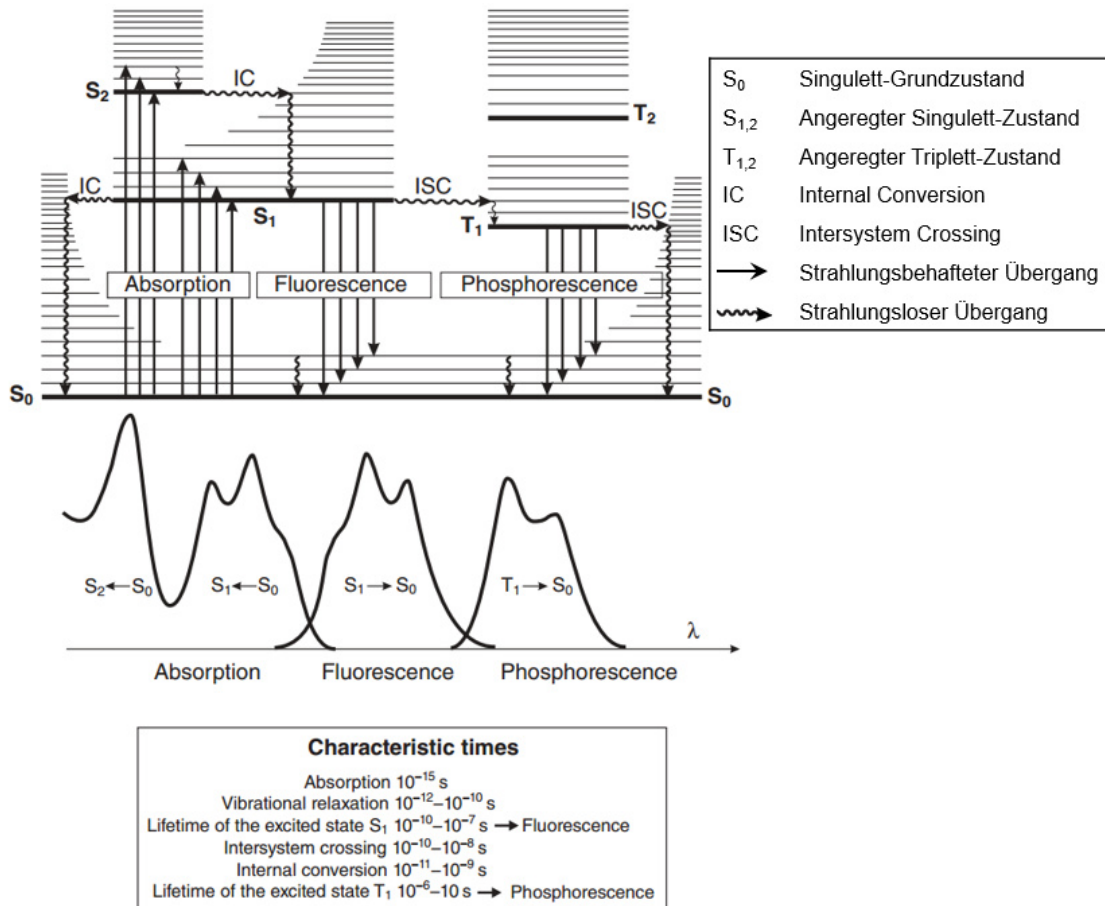 S₂
IC
T₂
IC
S₁
ISC
T₁
ISC
Absorption
Fluorescence
Phosphorescence
S₀
S₀
S₀ Singulett-Grundzustand
S₁,₂ Angeregter Singulett-Zustand
T₁,₂ Angeregter Triplett-Zustand
IC Internal Conversion
ISC Intersystem Crossing
Strahlungsbehafteter Übergang
Strahlungsloser Übergang
S₂←S₀
S₁←S₀
S₁→S₀
T₁→S₀
λ
Absorption
Fluorescence
Phosphorescence
Characteristic times
Absorption 10⁻¹⁵ s
Vibrational relaxation 10⁻¹²–10⁻¹⁰ s
Lifetime of the excited state S₁ 10⁻¹⁰–10⁻⁷ s → Fluorescence
Intersystem crossing 10⁻¹⁰–10⁻⁸ s
Internal conversion 10⁻¹¹–10⁻⁹ s
Lifetime of the excited state T₁ 10⁻⁶–10 s → Phosphorescence